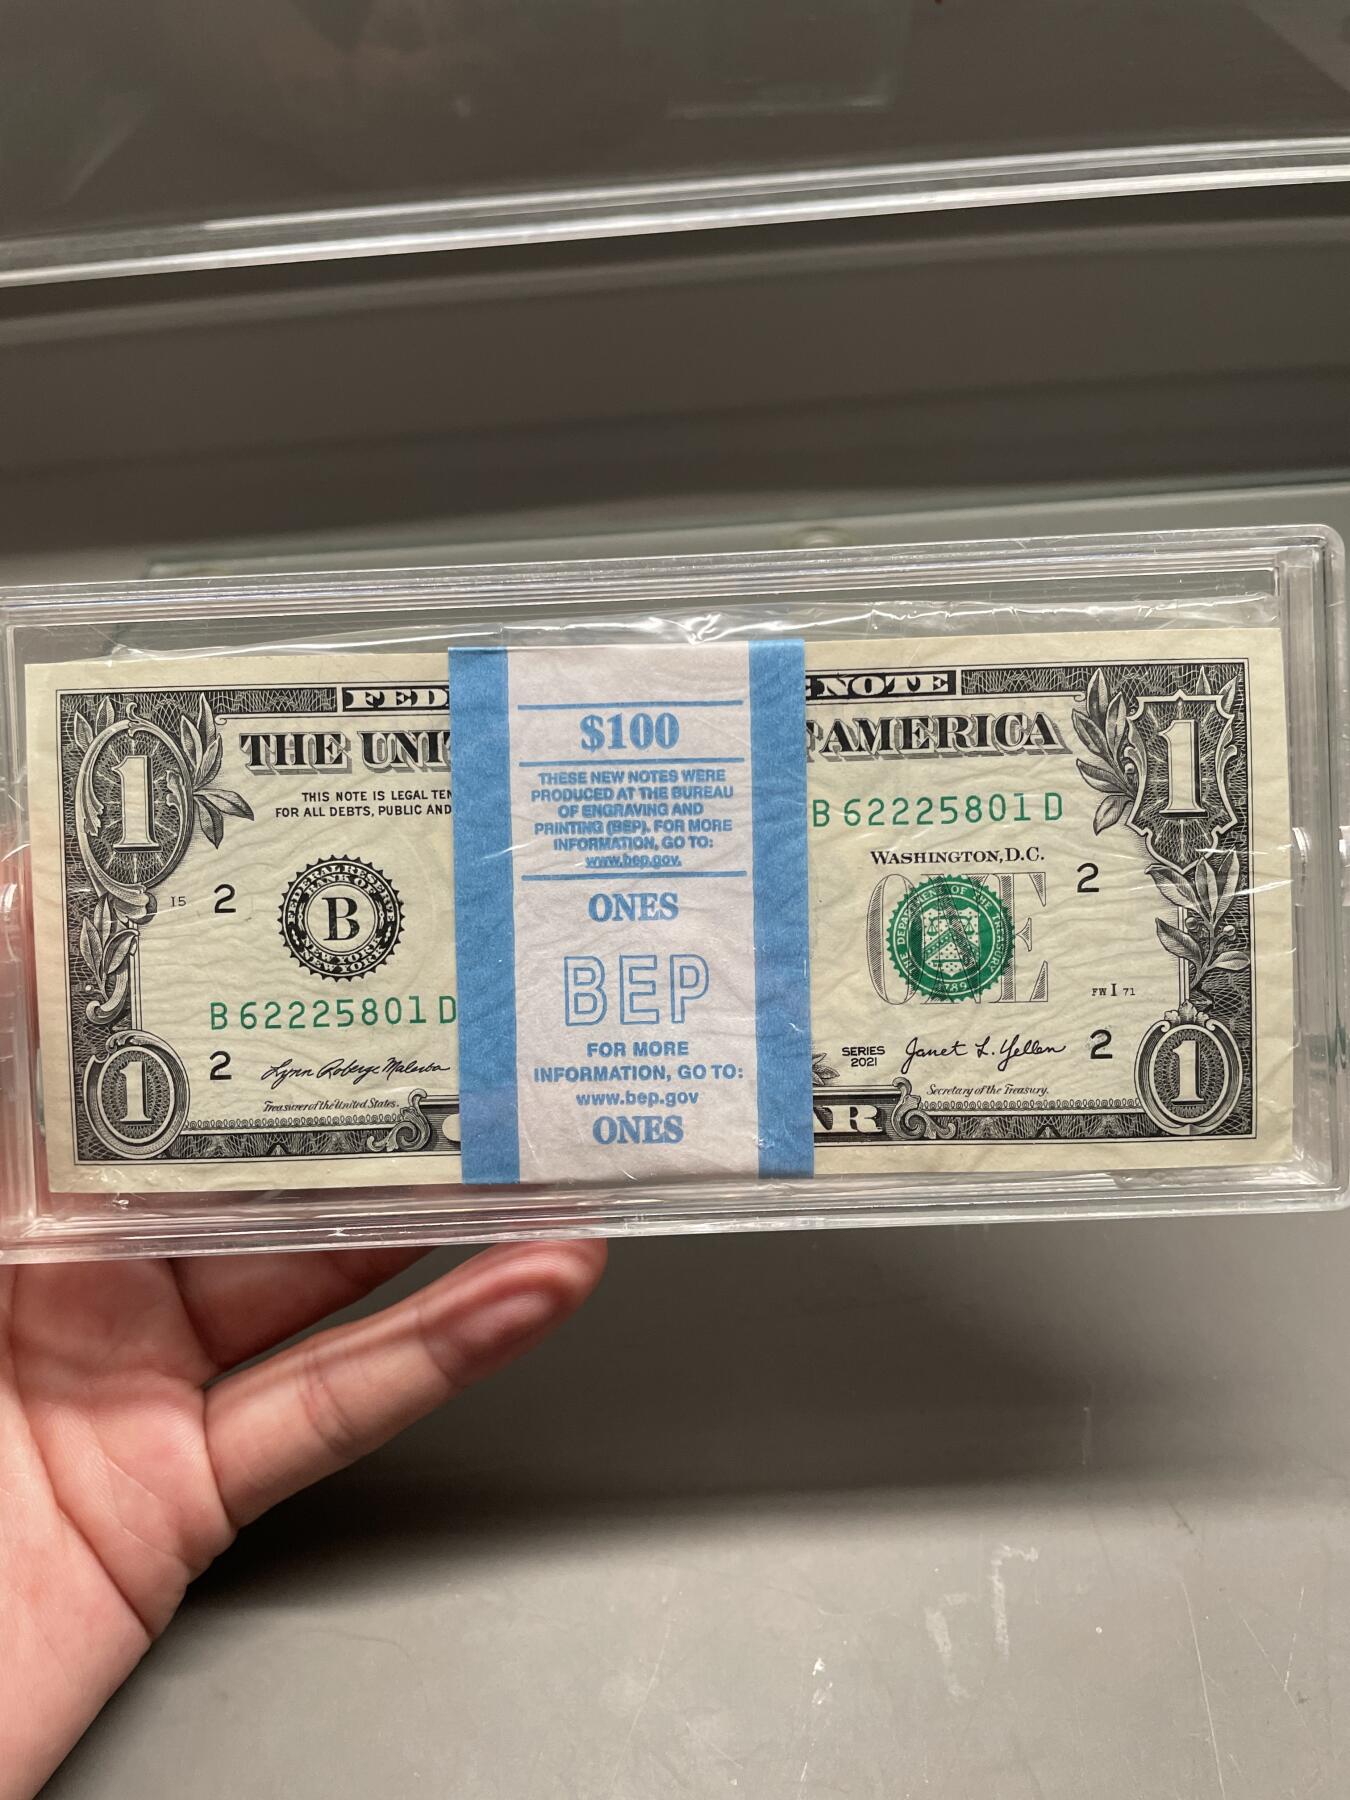 FED
NOTE
THE UNI
AMERICA
1
1
THIS NOTE IS LEGAL TEN
FOR ALL DEBTS, PUBLIC AND
B 62225801 D
WASHINGTON, D.C.
I5
2
2
FEDERAL RESERVE
BANK OF
B
NEW YORK
NEW YORK
THE DEPARTMENT OF THE TREASURY
1789
ONE
FW I 71
B 62225801 D
2
2
Lynn Roberge Malerba
Treasurer of the United States.
SERIES
2021
Janet L. Yellen
Secretary of the Treasury.
1
AR
1
$100
THESE NEW NOTES WERE
PRODUCED AT THE BUREAU
OF ENGRAVING AND
PRINTING (BEP). FOR MORE
INFORMATION, GO TO:
www.bep.gov.
ONES
BEP
FOR MORE
INFORMATION, GO TO:
www.bep.gov
ONES